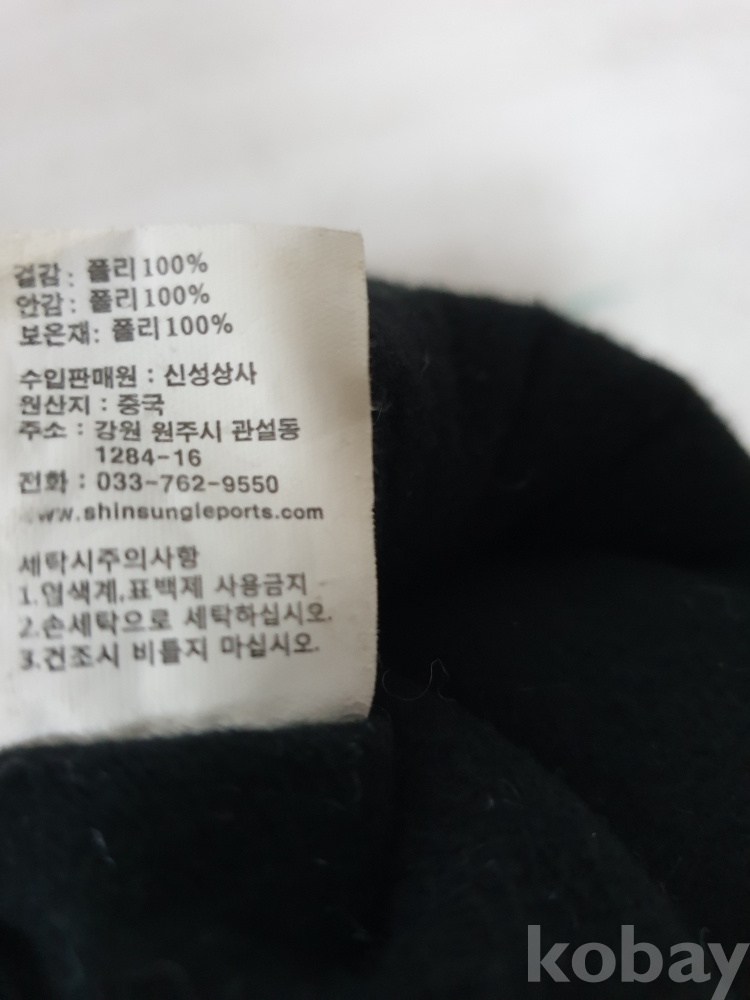 겉감: 폴리100%
안감: 폴리100%
보온재: 폴리100%
수입판매원 : 신성상사
원산지 : 중국
주소 : 강원 원주시 관설동
1284-16
전화 : 033-762-9550
www.shinsungleports.com
세탁시주의사항
1.염색계,표백제 사용금지
2.손세탁으로 세탁하십시오.
3.건조시 비틀지 마십시오.
kobay